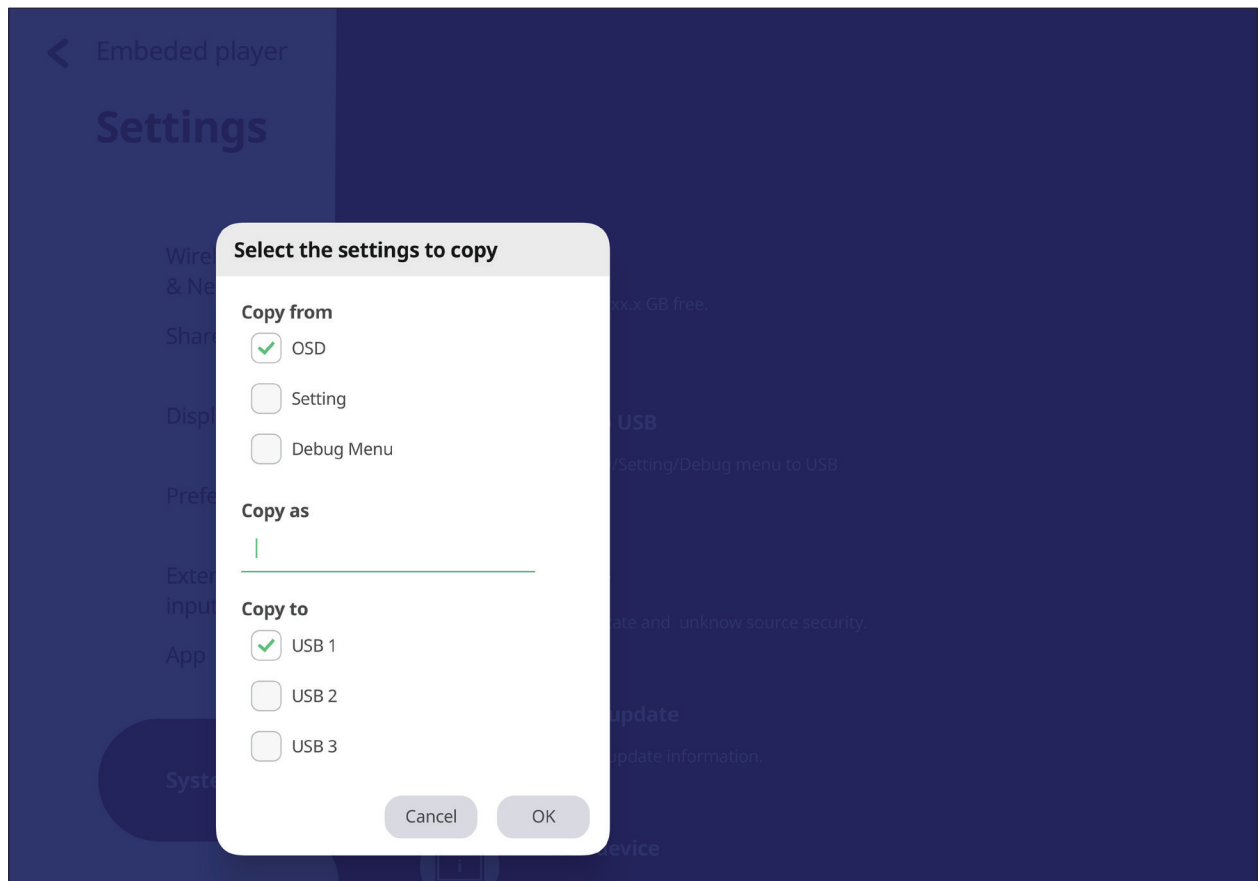 Embeded player
Settings
Select the settings to copy
Copy from
OSD
Setting
Debug Menu
Copy as
Copy to
USB 1
USB 2
USB 3
Cancel
OK
& Ne
App
xx.x GB free.
USB
/Setting/Debug menu to USB
and unknow source security.
update
update information.